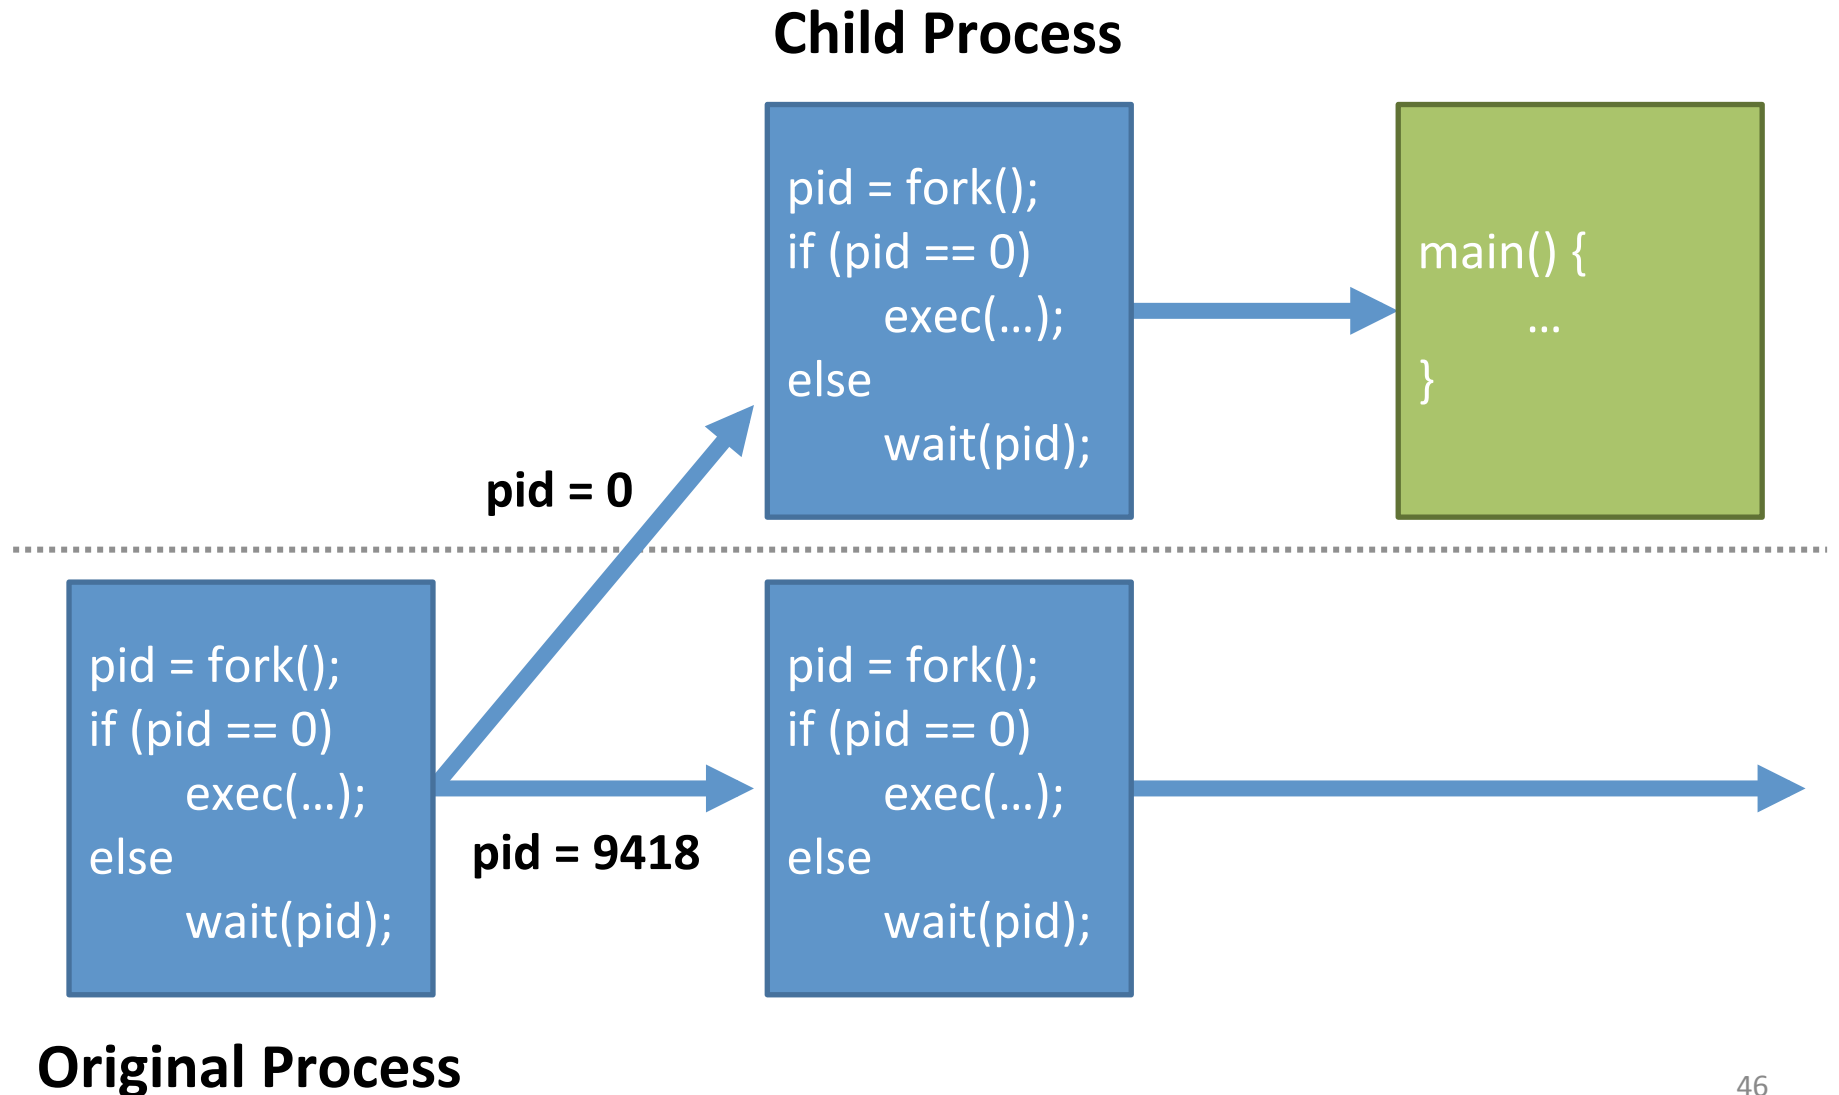 Child Process
pid = fork();
if (pid == 0)
exec(…);
else
wait(pid);
main() {
…
}
pid = 0
pid = fork();
if (pid == 0)
exec(…);
else
wait(pid);
pid = 9418
pid = fork();
if (pid == 0)
exec(…);
else
wait(pid);
Original Process
46